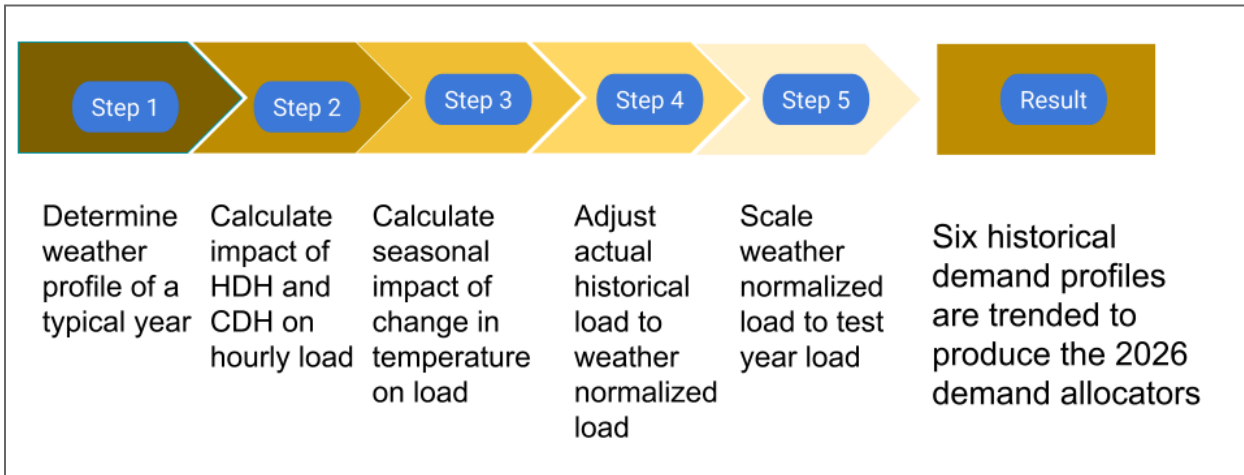 Step 1
Step 2
Step 3
Step 4
Step 5
Result
Determine
weather
profile of a
typical year
Calculate
impact of
HDH and
CDH on
hourly load
Calculate
seasonal
impact of
change in
temperature
on load
Adjust
actual
historical
load to
weather
normalized
load
Scale
weather
normalized
load to test
year load
Six historical
demand profiles
are trended to
produce the 2026
demand allocators